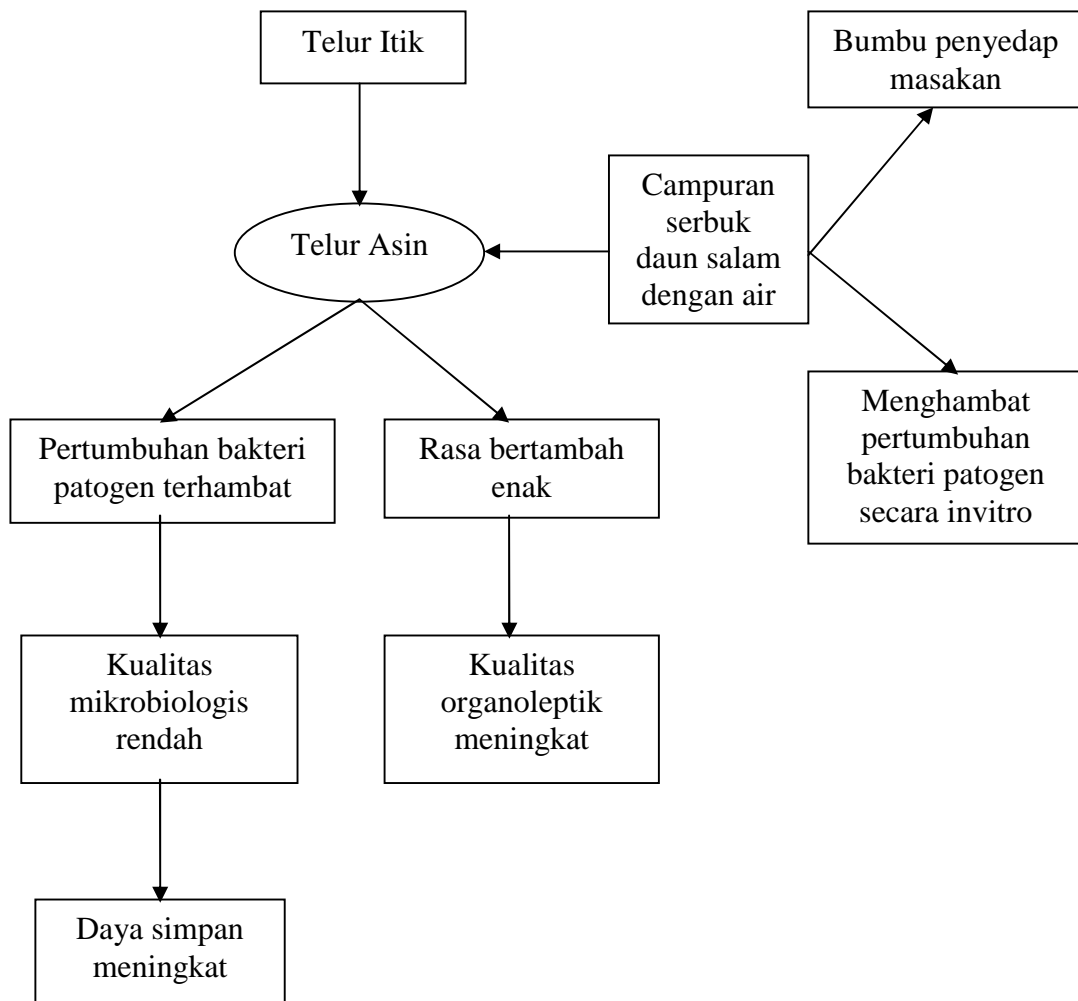 Telur Itik
Bumbu penyedap
masakan
Campuran
serbuk
daun salam
dengan air
Telur Asin
Menghambat
pertumbuhan
bakteri patogen
secara invitro
Pertumbuhan bakteri
patogen terhambat
Rasa bertambah
enak
Kualitas
mikrobiologis
rendah
Kualitas
organoleptik
meningkat
Daya simpan
meningkat